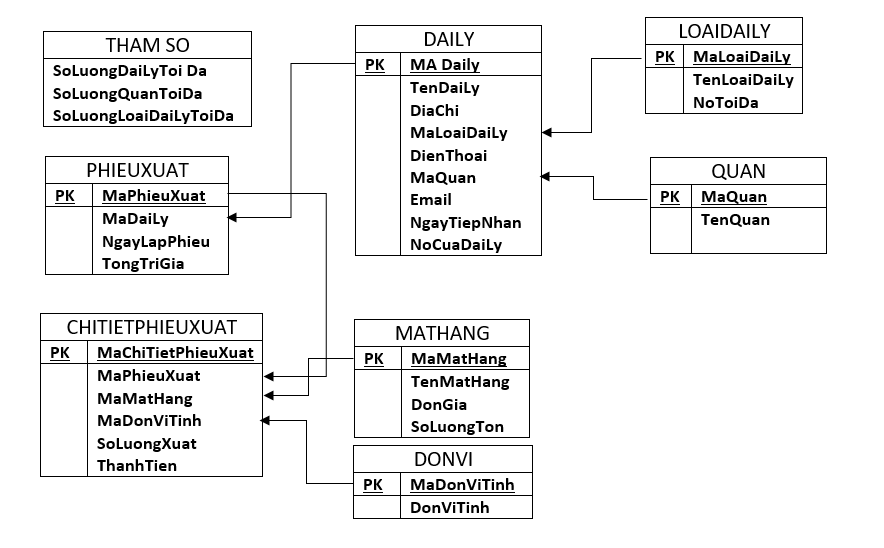 THAM SO
SoLuongDaiLyToi Da
SoLuongQuanToiDa
SoLuongLoaiDaiLyToiDa
DAILY
PK MA Daily
TenDaiLy
DiaChi
MaLoaiDaiLy
DienThoai
MaQuan
Email
NgayTiepNhan
NoCuaDaiLy
LOAIDAILY
PK MaLoaiDaiLy
TenLoaiDaiLy
NoToiDa
PHIEUXUAT
PK MaPhieuXuat
MaDaiLy
NgayLapPhieu
TongTriGia
QUAN
PK MaQuan
TenQuan
CHITIETPHIEUXUAT
PK MaChiTietPhieuXuat
MaPhieuXuat
MaMatHang
MaDonViTinh
SoLuongXuat
ThanhTien
MATHANG
PK MaMatHang
TenMatHang
DonGia
SoLuongTon
DONVI
PK MaDonViTinh
DonViTinh